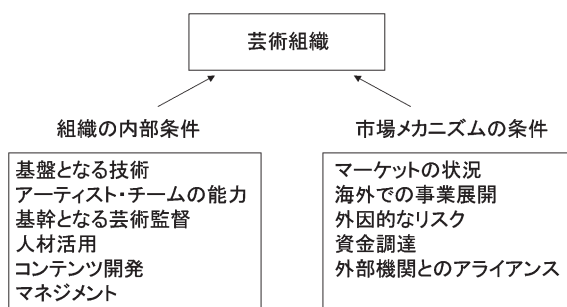 芸術組織
組織の内部条件
基盤となる技術
アーティスト・チームの能力
基幹となる芸術監督
人材活用
コンテンツ開発
マネジメント
市場メカニズムの条件
マーケットの状況
海外での事業展開
外因的なリスク
資金調達
外部機関とのアライアンス